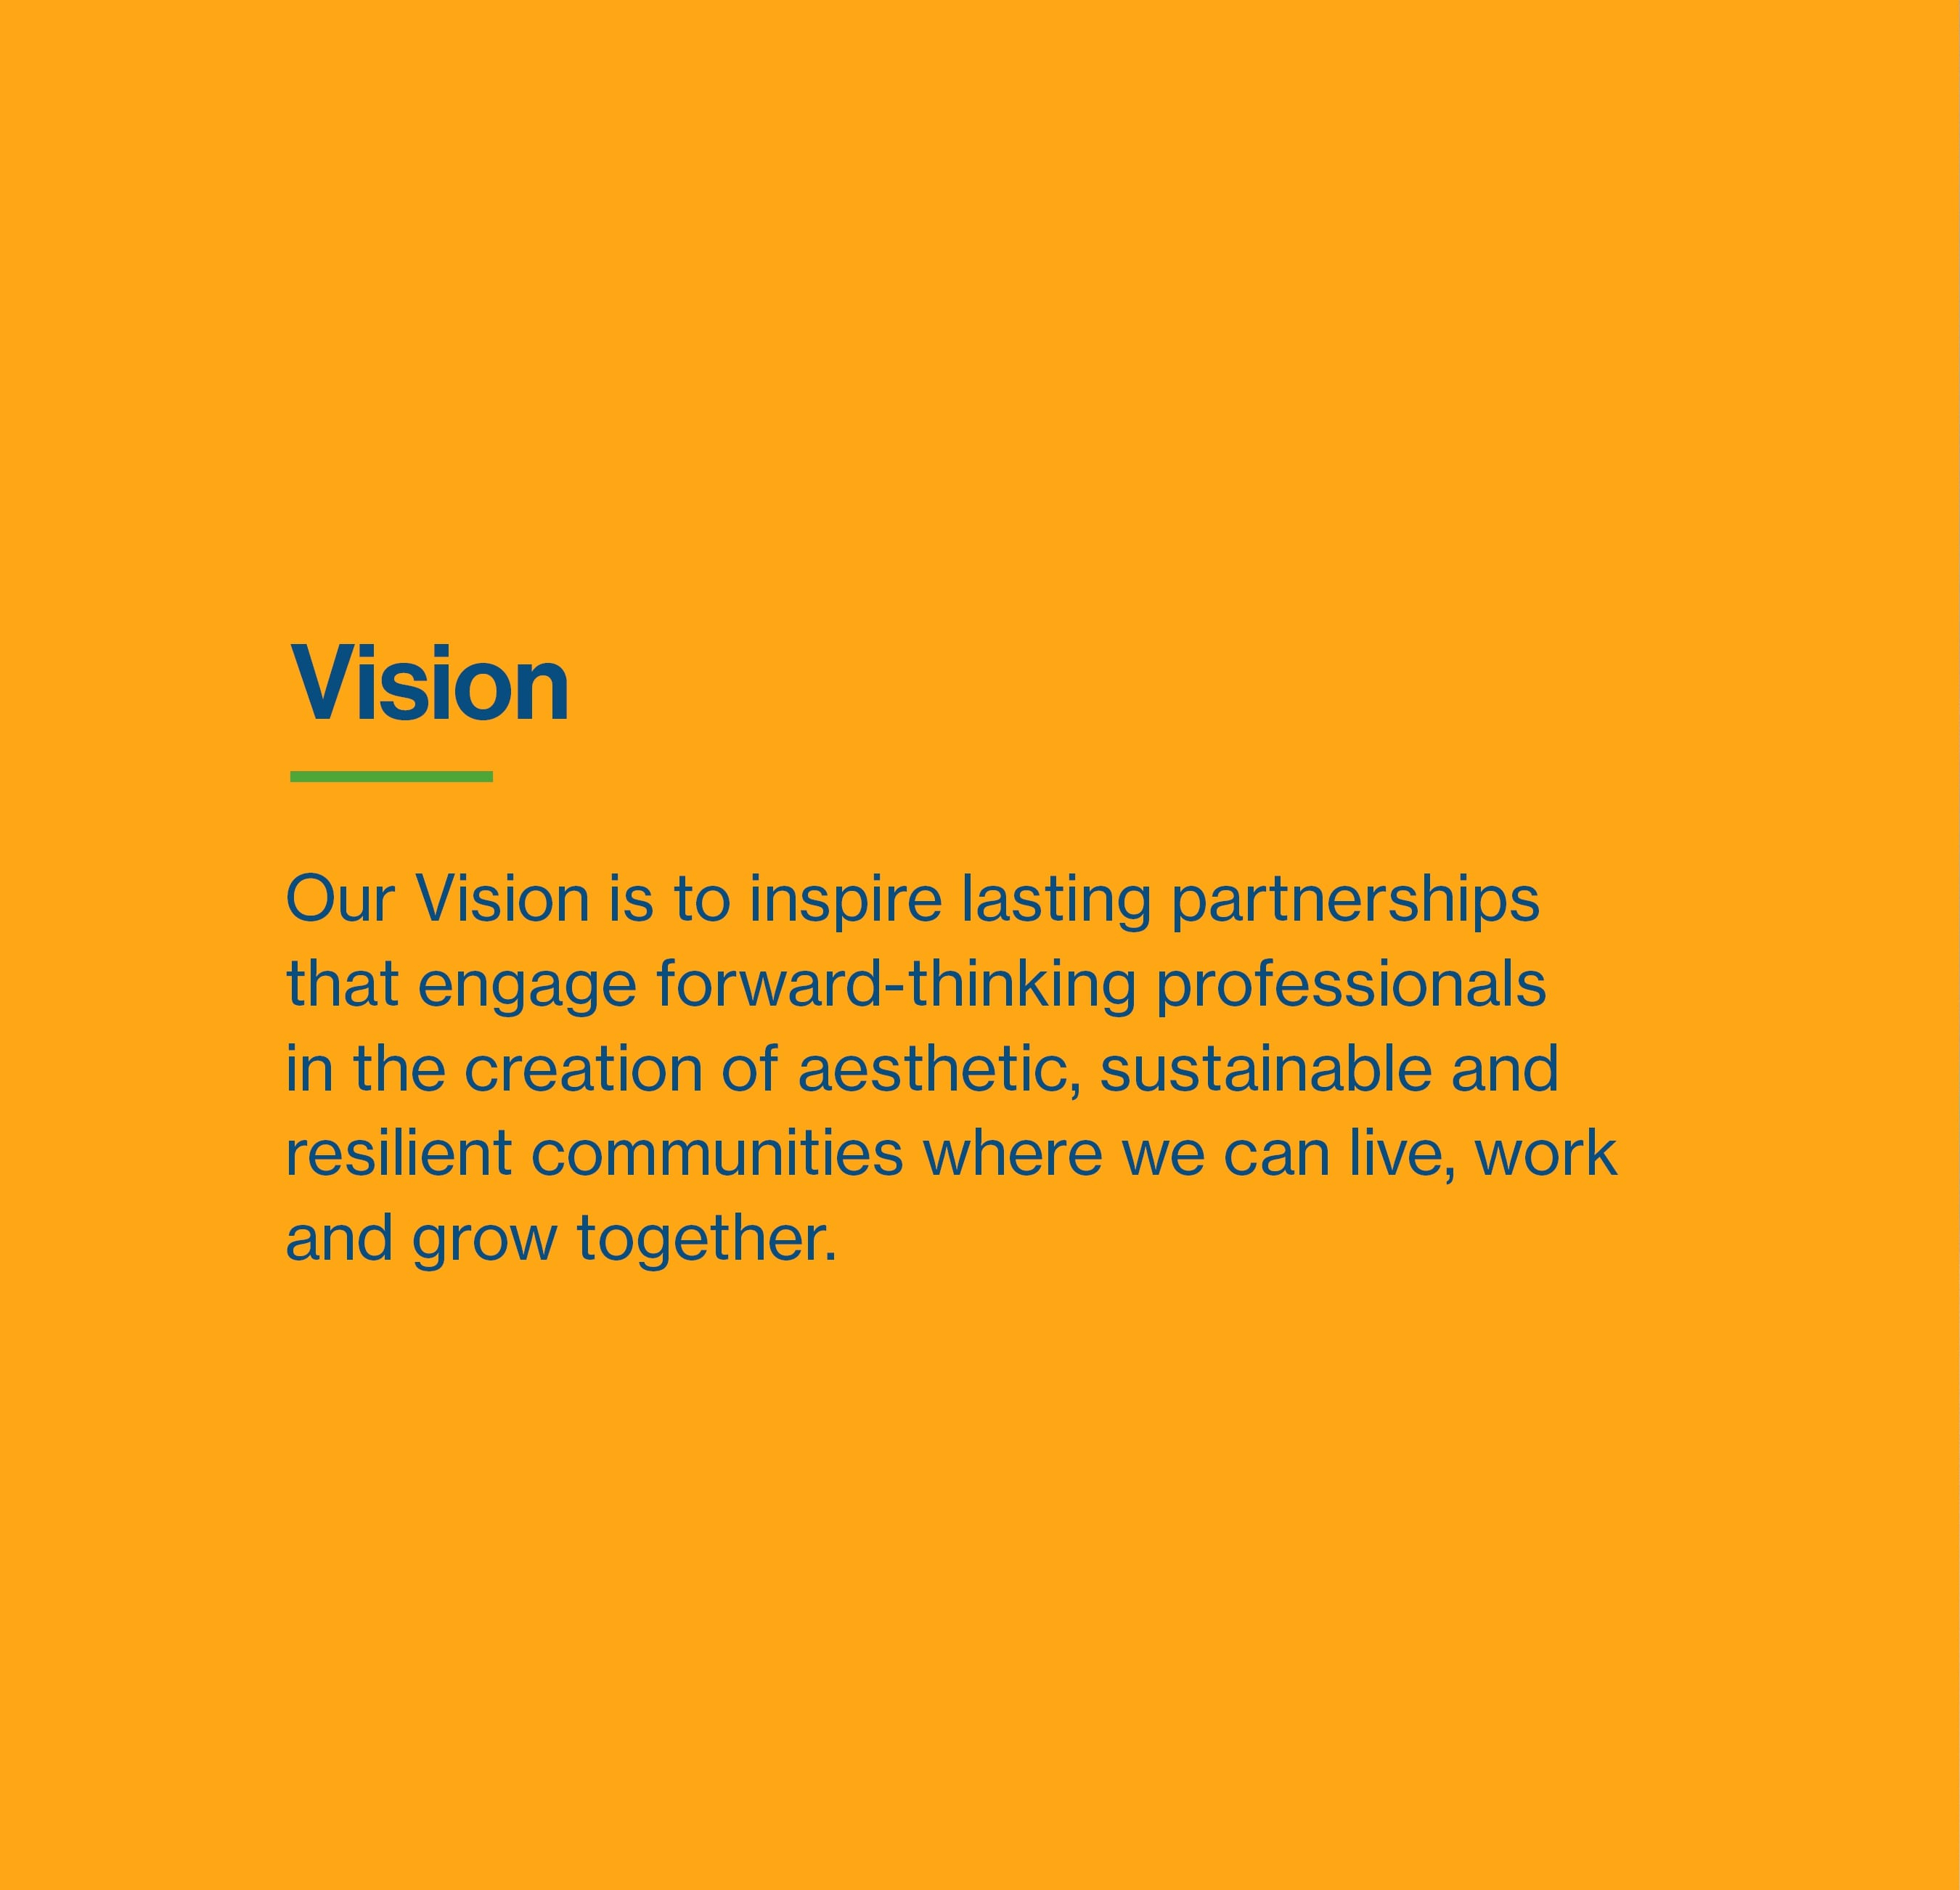 Vision
Our Vision is to inspire lasting partnerships
that engage forward-thinking professionals
in the creation of aesthetic, sustainable and
resilient communities where we can live, work
and grow together.